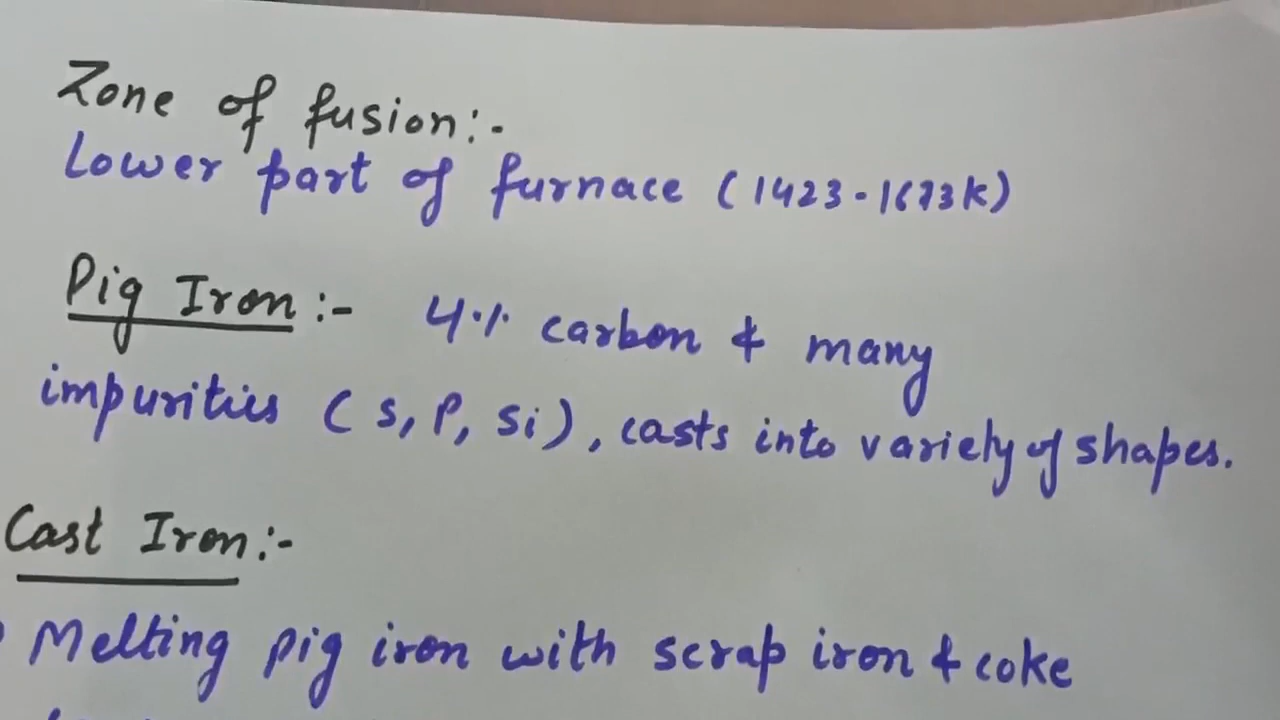 Zone of fusion:-
Lower part of furnace (1423-1673K)
Pig Iron:- 4% carbon & many
impurities (S, P, Si), casts into variety of shapes.
Cast Iron:-
Melting pig iron with scrap iron & coke